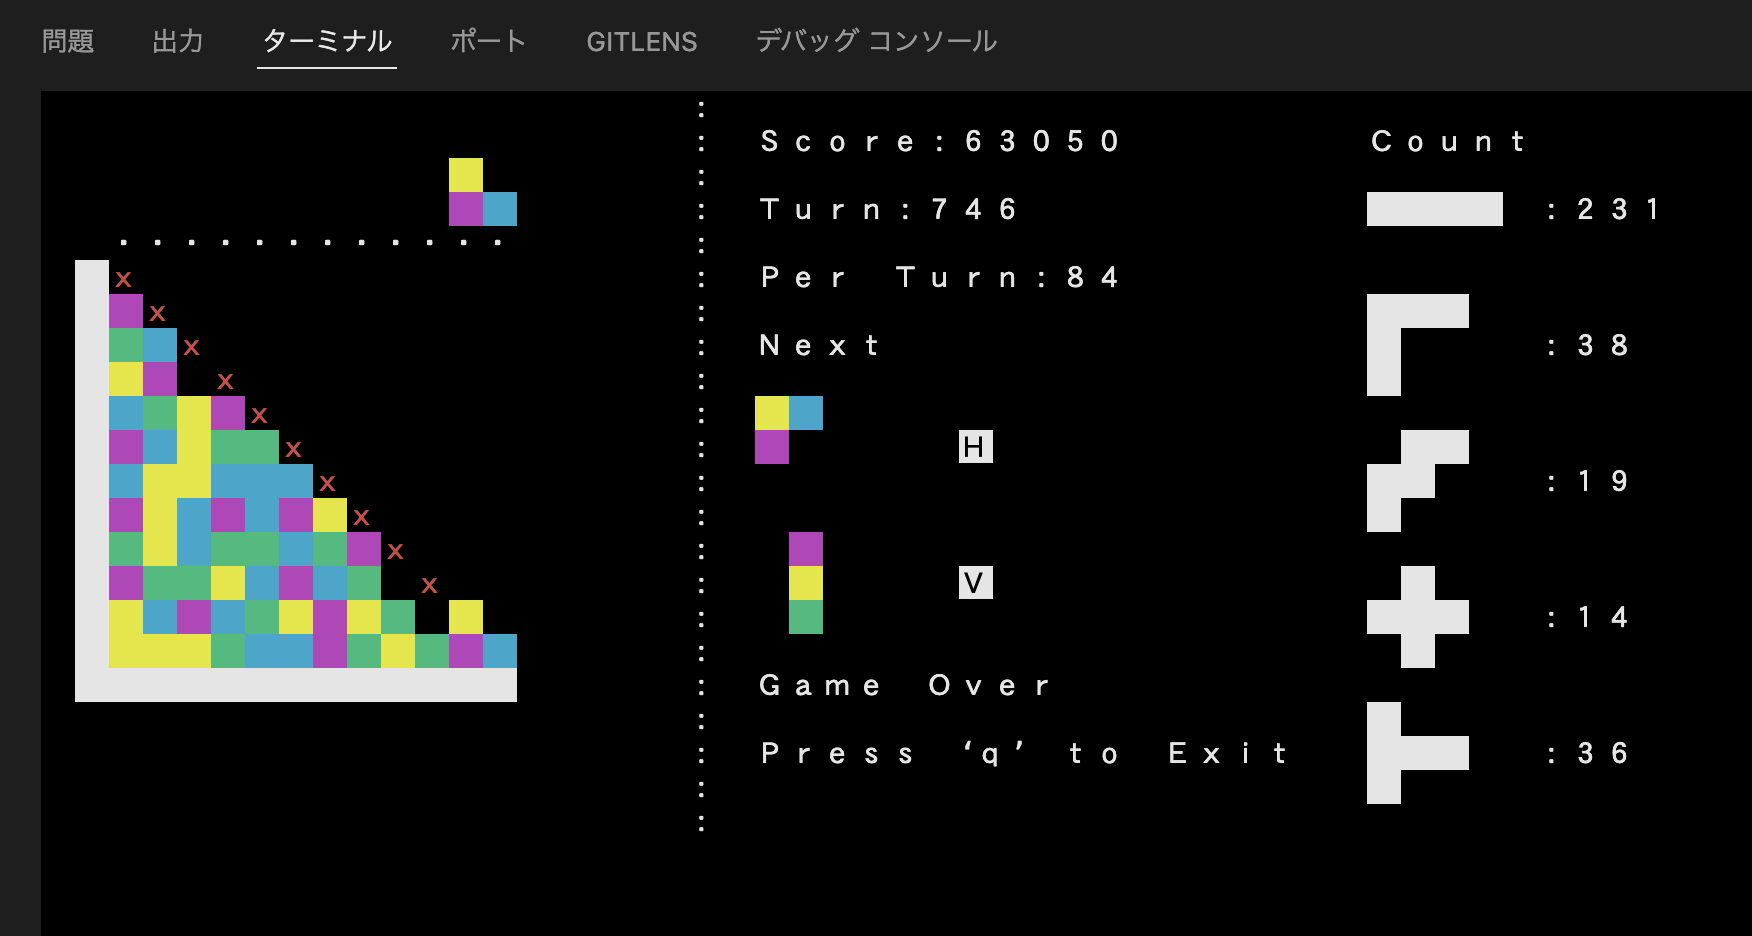 問題 出力 ターミナル ポート GITLENS デバッグ コンソール
Score:63050
Turn:746
Per Turn:84
Next
H
V
Game Over
Press ‘q’ to Exit
Count
:231
:38
:19
:14
:36
x
x
x
x
x
x
x
x
x
x